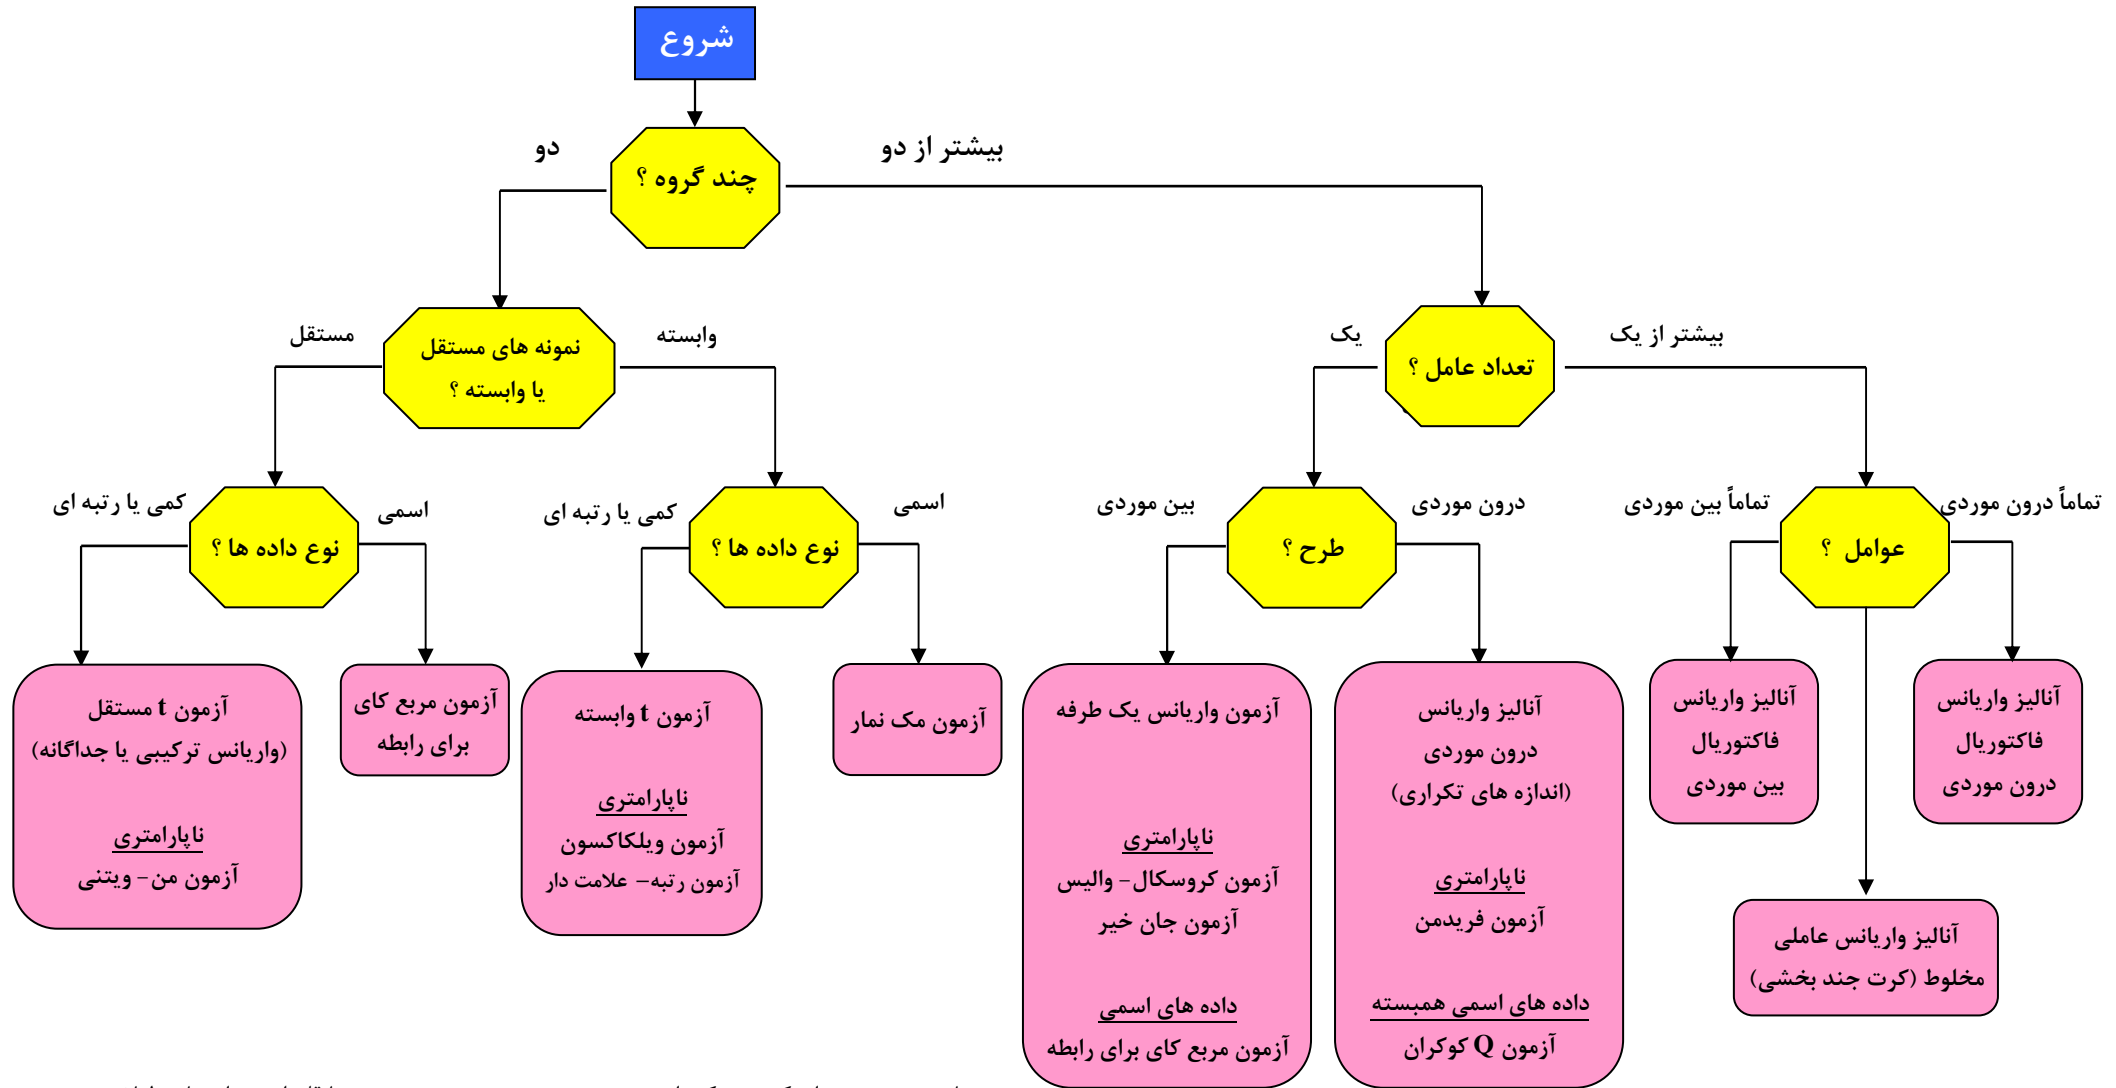 شروع
چند گروه ؟
دو
بیشتر از دو
نمونه های مستقل
یا وابسته ؟
مستقل
وابسته
تعداد عامل ؟
یک
بیشتر از یک
نوع داده ها ؟
کمی یا رتبه ای
اسمی
نوع داده ها ؟
کمی یا رتبه ای
اسمی
طرح ؟
بین موردی
درون موردی
عوامل ؟
تماماً بین موردی
تماماً درون موردی
آزمون t مستقل
(واریانس ترکیبی یا جداگانه)
ناپارامتری
آزمون من- ویتنی
آزمون مربع کای
برای رابطه
آزمون t وابسته
ناپارامتری
آزمون ویلکاکسون
آزمون رتبه- علامت دار
آزمون مک نمار
آزمون واریانس یک طرفه
ناپارامتری
آزمون کروسکال- والیس
آزمون جان خیر
داده های اسمی
آزمون مربع کای برای رابطه
آنالیز واریانس
درون موردی
(اندازه های تکراری)
ناپارامتری
آزمون فریدمن
داده های اسمی همبسته
آزمون Q کوکران
آنالیز واریانس
فاکتوریال
بین موردی
آنالیز واریانس
فاکتوریال
درون موردی
آنالیز واریانس عاملی
مخلوط (کرت جند بخشی)